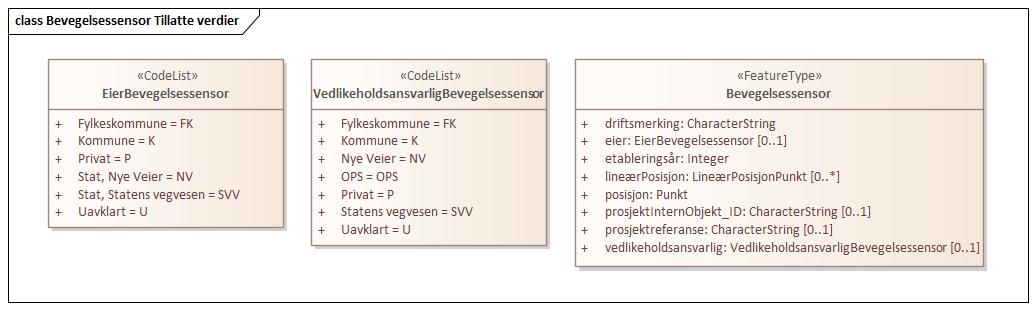 class Bevegelsessensor Tillatte verdier
«CodeList»
EierBevegelsessensor
+ Fylkeskommune = FK
+ Kommune = K
+ Privat = P
+ Stat, Nye Veier = NV
+ Stat, Statens vegvesen = SVV
+ Uavklart = U
«CodeList»
VedlikeholdsansvarligBevegelsessensor
+ Fylkeskommune = FK
+ Kommune = K
+ Nye Veier = NV
+ OPS = OPS
+ Privat = P
+ Statens vegvesen = SVV
+ Uavklart = U
«FeatureType»
Bevegelsessensor
+ driftsmerking: CharacterString
+ eier: EierBevegelsessensor [0..1]
+ etableringsår: Integer
+ lineærPosisjon: LineærPosisjonPunkt [0..*]
+ posisjon: Punkt
+ prosjektInternObjekt_ID: CharacterString [0..1]
+ prosjektreferanse: CharacterString [0..1]
+ vedlikeholdsansvarlig: VedlikeholdsansvarligBevegelsessensor [0..1]